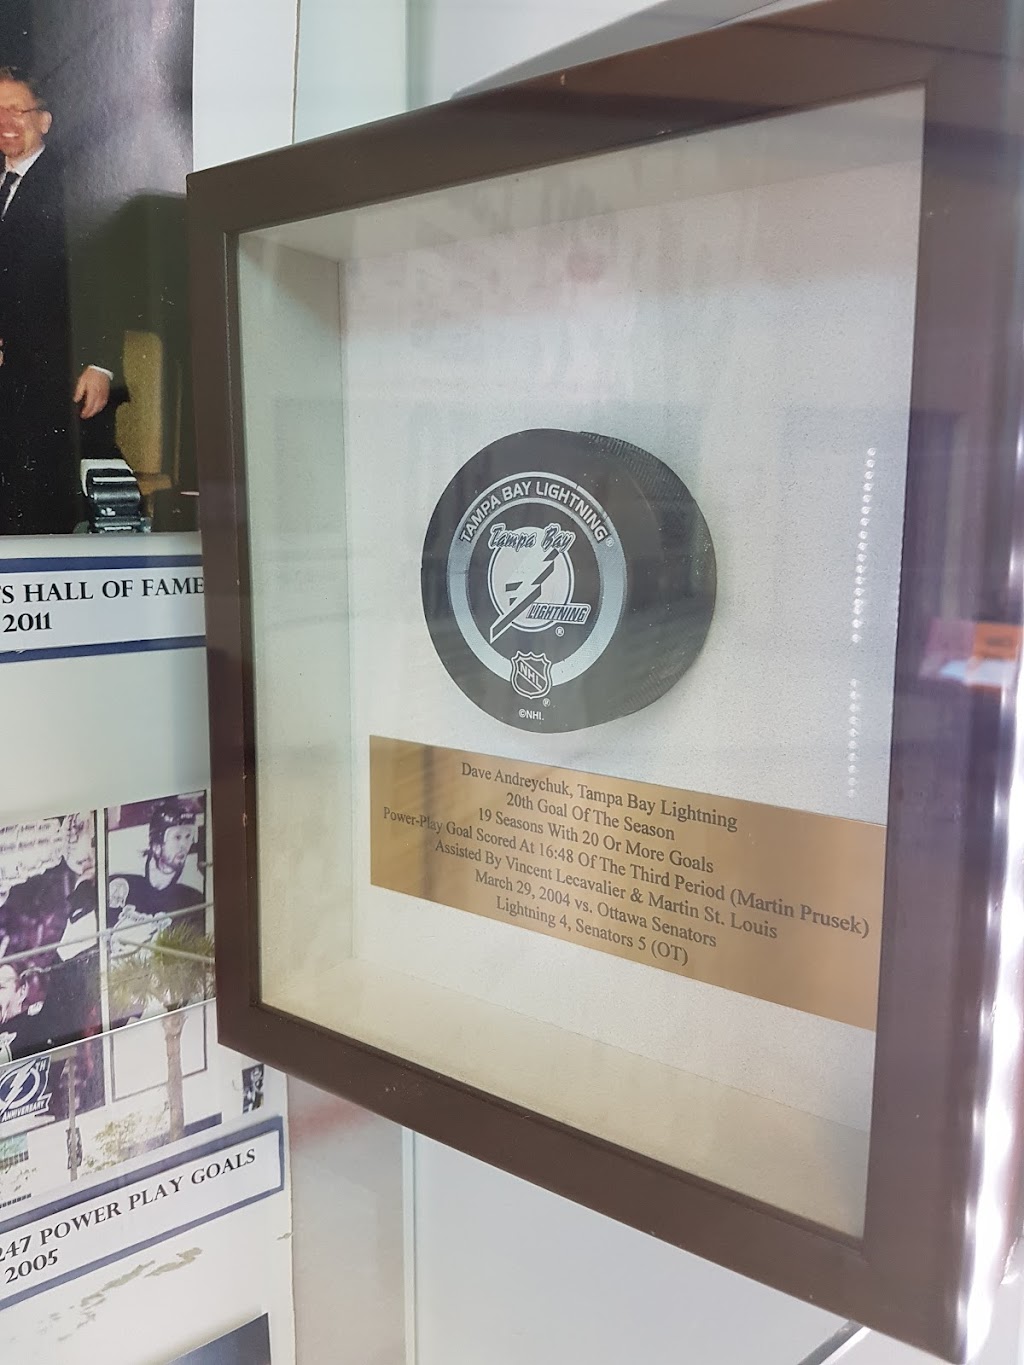 'S HALL OF FAME
2011
TAMPA BAY LIGHTNING®
Tampa Bay
LIGHTNING
®
NHL
®
©NHL
Dave Andreychuk, Tampa Bay Lightning
20th Goal Of The Season
19 Seasons With 20 Or More Goals
Power-Play Goal Scored At 16:48 Of The Third Period (Martin Prusek)
Assisted By Vincent Lecavalier & Martin St. Louis
March 29, 2004 vs. Ottawa Senators
Lightning 4, Senators 5 (OT)
TH
ANNIVERSARY
247 POWER PLAY GOALS
2005